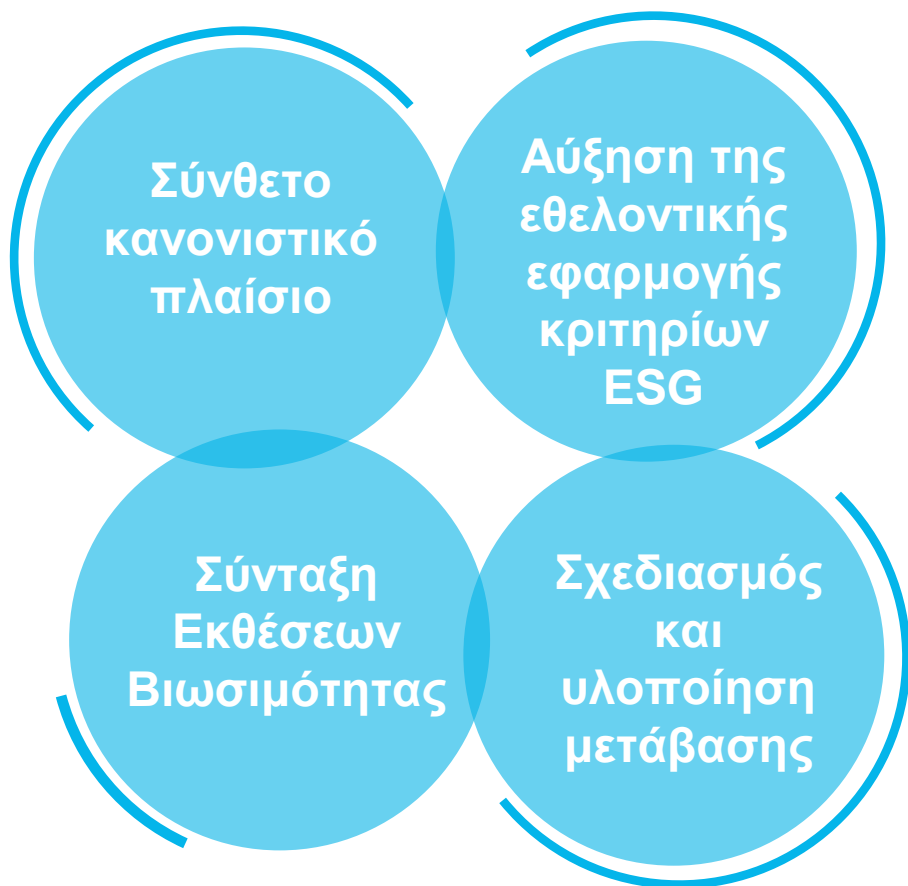 Σύνθετο
κανονιστικό
πλαίσιο
Αύξηση της
εθελοντικής
εφαρμογής
κριτηρίων
ESG
Σύνταξη
Εκθέσεων
Βιωσιμότητας
Σχεδιασμός
και
υλοποίηση
μετάβασης